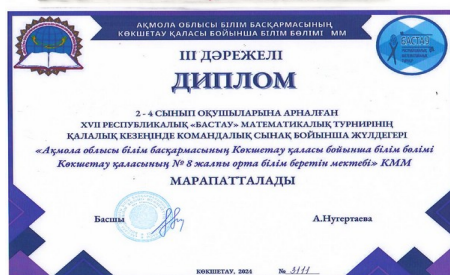 АҚМОЛА ОБЛЫСЫ БІЛІМ БАСҚАРМАСЫНЫҢ
КӨКШЕТАУ ҚАЛАСЫ БОЙЫНША БІЛІМ БӨЛІМІ ММ
БАСТАУ
III ДӘРЕЖЕЛІ
ДИПЛОМ
2 - 4 СЫНЫП ОҚУШЫЛАРЫНА АРНАЛҒАН
XVII РЕСПУБЛИКАЛЫҚ «БАСТАУ» МАТЕМАТИКАЛЫҚ ТУРНИРІНІҢ
ҚАЛАЛЫҚ КЕЗЕҢІНДЕ КОМАНДАЛЫҚ СЫНАҚ БОЙЫНША ЖҮЛДЕГЕРІ
«Ақмола облысы білім басқармасының Көкшетау қаласы бойынша білім бөлімі
Көкшетау қаласының № 8 жалпы орта білім беретін мектебі» КММ
МАРАПАТТАЛАДЫ
Басшы А.Нугертаева
КӨКШЕТАУ, 2024 № 3111